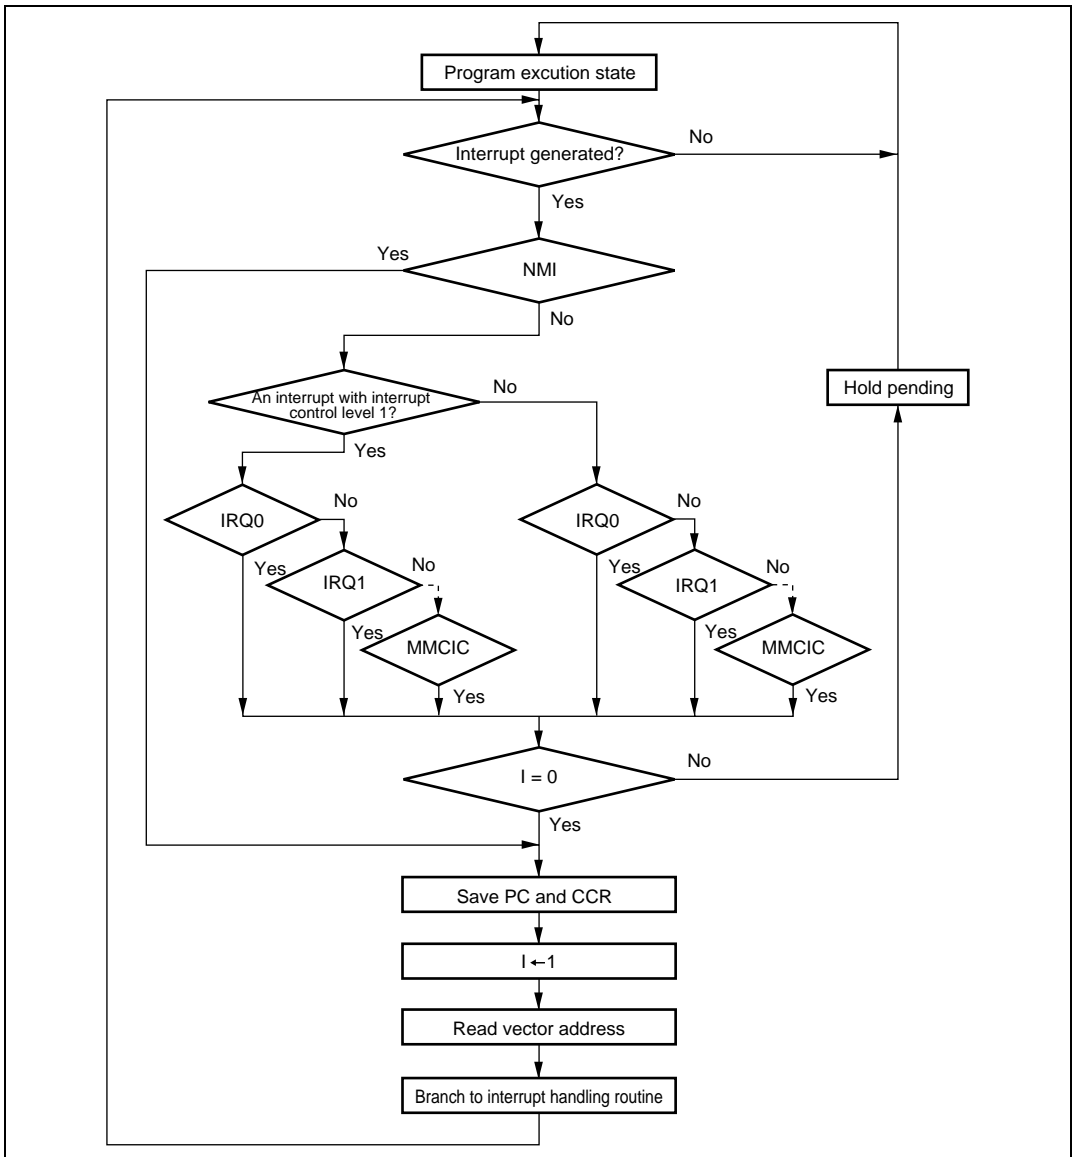 Program excution state
Interrupt generated?
No
Yes
Yes
NMI
No
An interrupt with interrupt
control level 1?
No
Hold pending
Yes
IRQ0
No
IRQ0
No
Yes
IRQ1
No
Yes
IRQ1
No
Yes
MMCIC
Yes
MMCIC
Yes
Yes
I = 0
No
Yes
Save PC and CCR
I ←1
Read vector address
Branch to interrupt handling routine